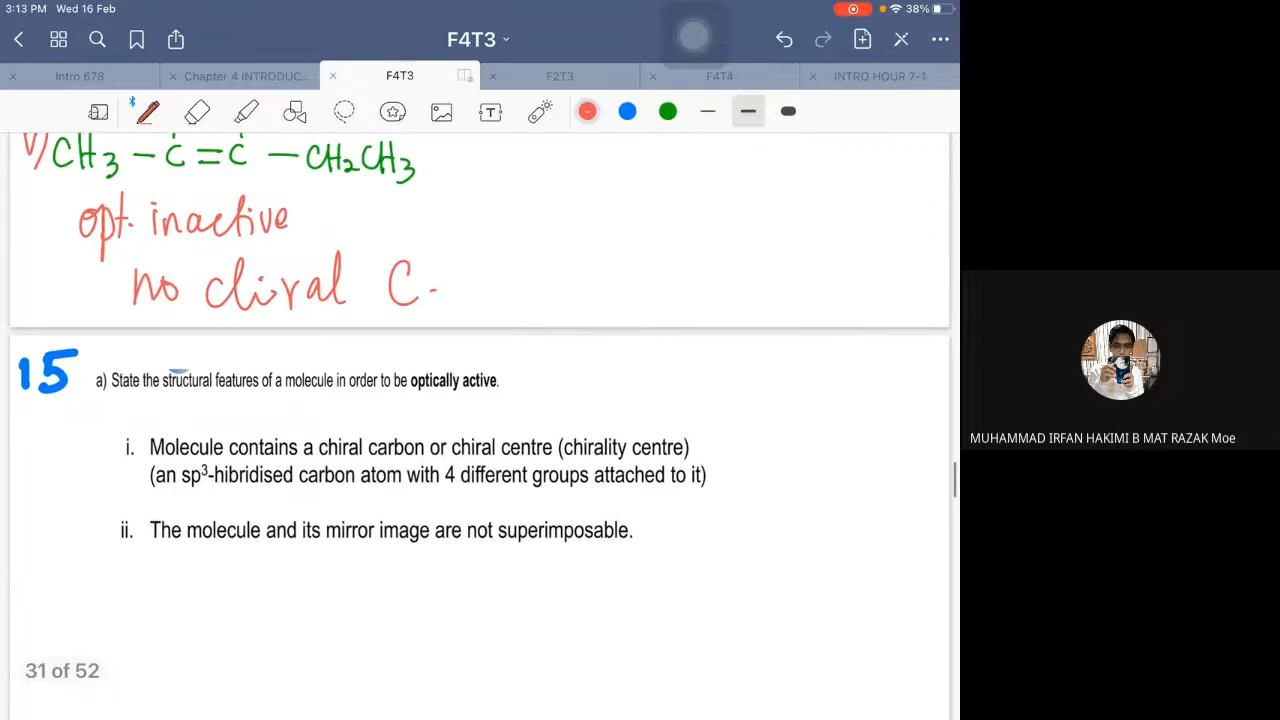 3:13 PM Wed 16 Feb
38%
F4T3
Intro 678
Chapter 4 INTRODUC...
F4T3
F2T3
F4T4
INTRO HOUR 7-1
V) CH3 – C = C – CH2CH3
opt. inactive
no chiral C.
15
a) State the structural features of a molecule in order to be optically active.
i. Molecule contains a chiral carbon or chiral centre (chirality centre)
(an sp³-hibridised carbon atom with 4 different groups attached to it)
ii. The molecule and its mirror image are not superimposable.
31 of 52
MUHAMMAD IRFAN HAKIMI B MAT RAZAK Moe